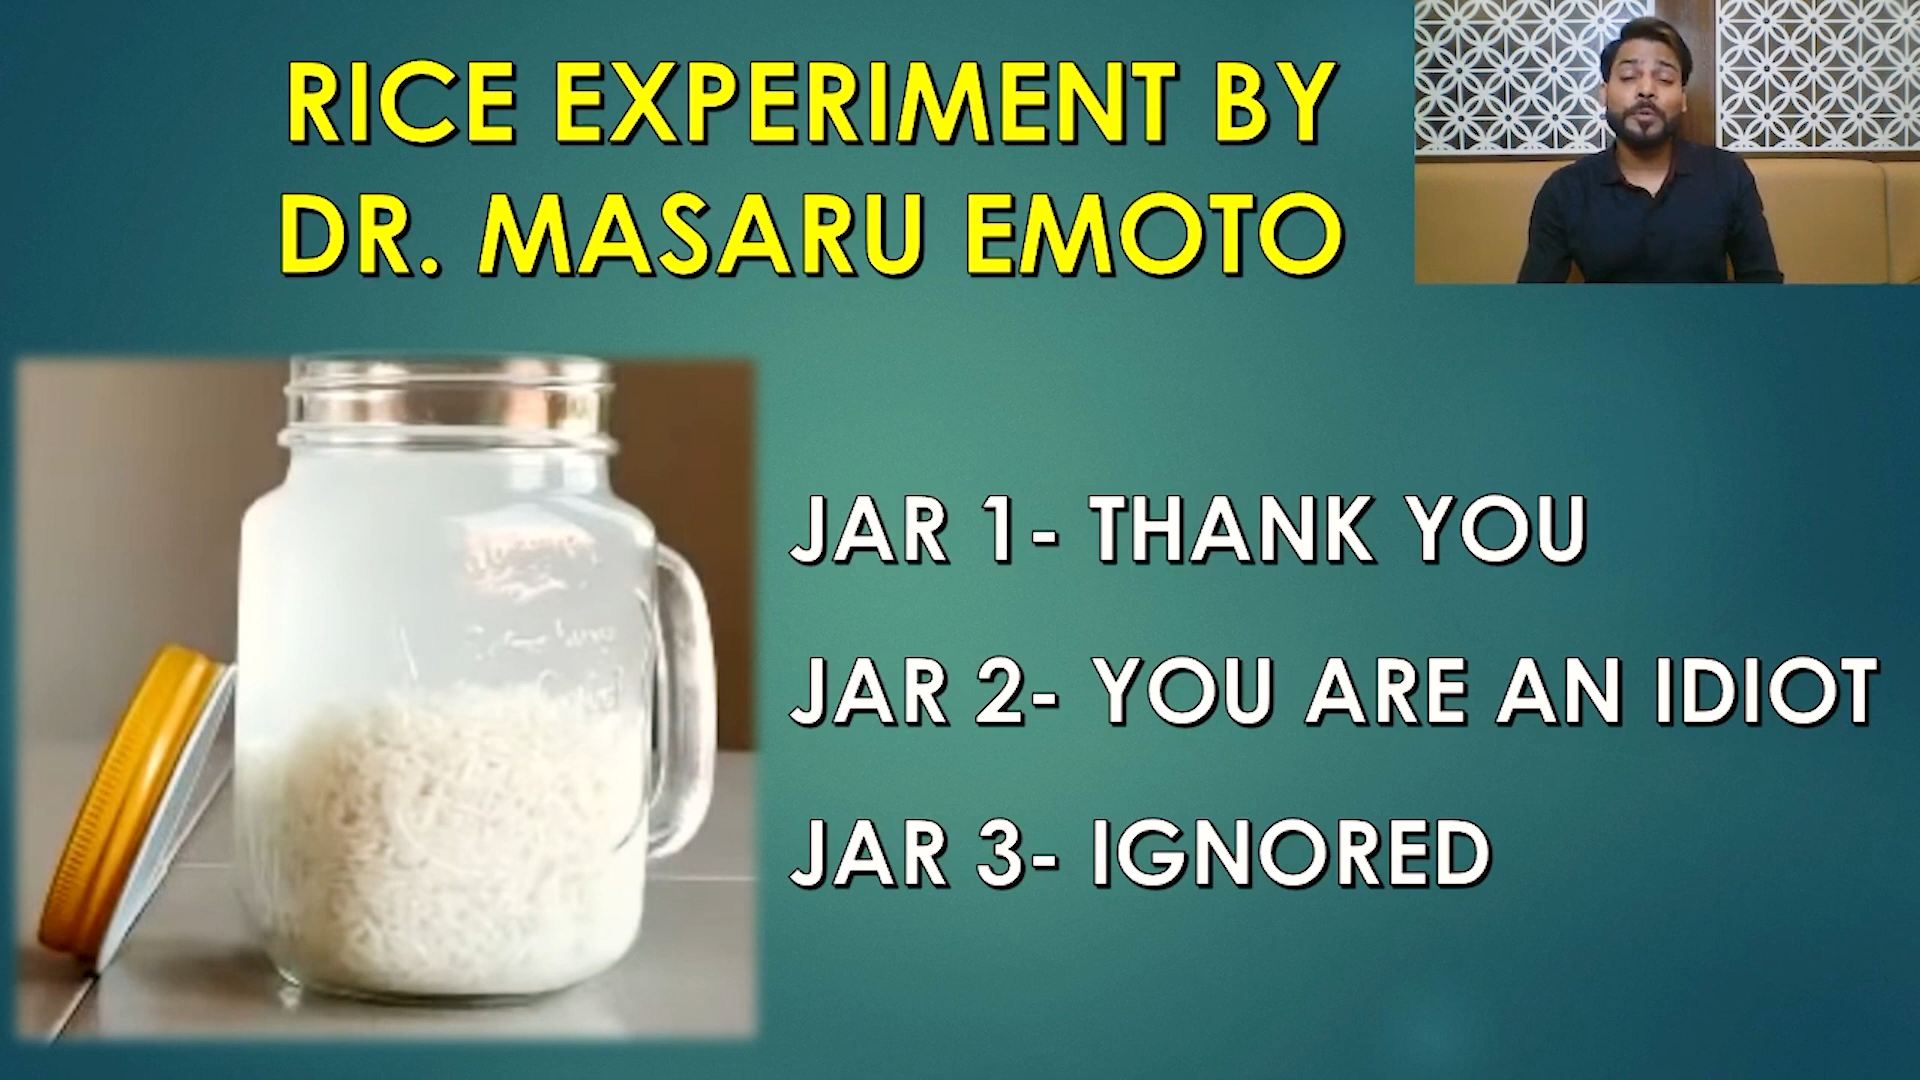 RICE EXPERIMENT BY
DR. MASARU EMOTO
JAR 1- THANK YOU
JAR 2- YOU ARE AN IDIOT
JAR 3- IGNORED